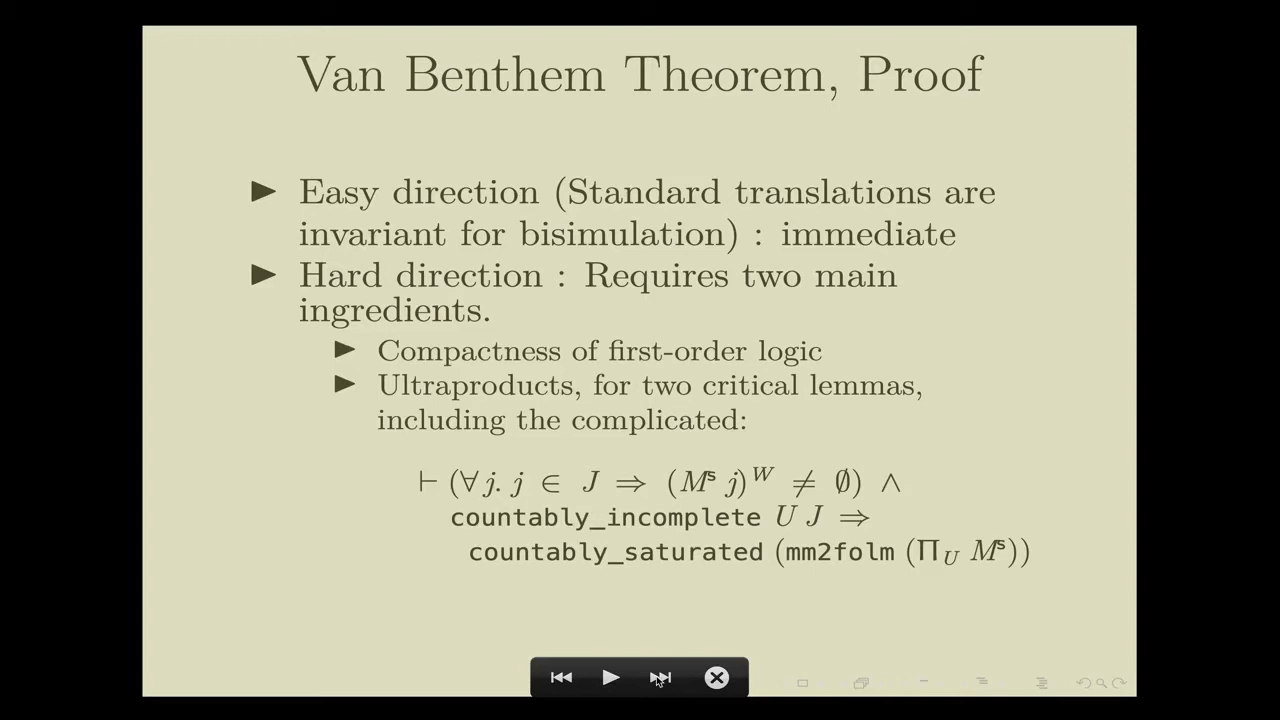 Van Benthem Theorem, Proof
▶ Easy direction (Standard translations are
invariant for bisimulation) : immediate
▶ Hard direction : Requires two main
ingredients.
▶ Compactness of first-order logic
▶ Ultraproducts, for two critical lemmas,
including the complicated:
⊢ (∀ j. j ∈ J ⇒ (Mˢ j)ᵂ ≠ ∅) ∧
countably_incomplete U J ⇒
countably_saturated (mm2folm (Π_U Mˢ))